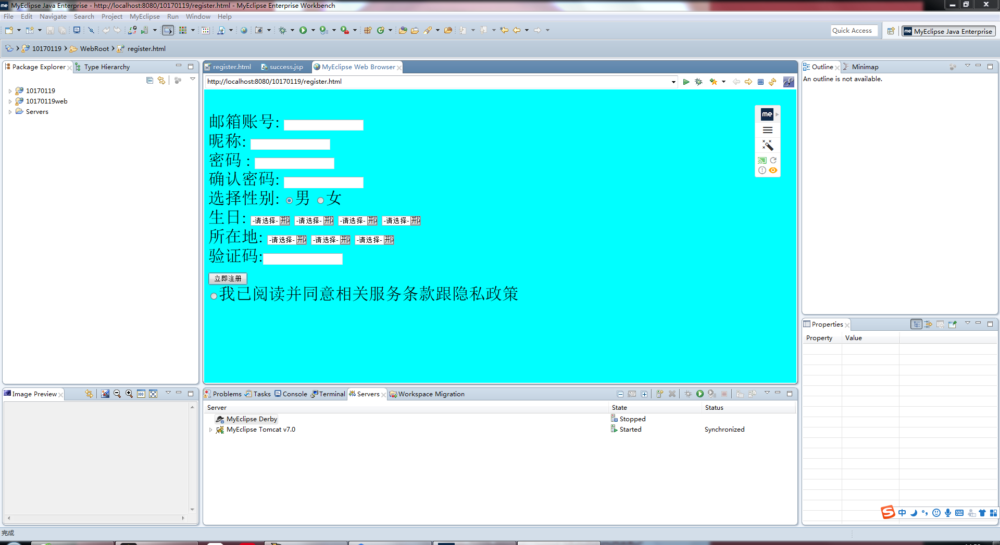 MyEclipse Java Enterprise - http://localhost:8080/10170119/register.html - MyEclipse Enterprise Workbench
File Edit Navigate Search Project MyEclipse Run Window Help
Quick Access
me MyEclipse Java Enterprise
10170119 WebRoot register.html
Package Explorer Type Hierarchy
10170119
10170119web
Servers
register.html success.jsp MyEclipse Web Browser
http://localhost:8080/10170119/register.html
me
邮箱账号:
昵称:
密码 :
确认密码:
选择性别: 男 女
生日: -请选择- -请选择- -请选择- -请选择-
所在地: -请选择- -请选择- -请选择-
验证码:
立即注册
我已阅读并同意相关服务条款跟隐私政策
Outline Minimap
An outline is not available.
Properties
Property Value
Image Preview
Problems Tasks Console Terminal Servers Workspace Migration
Server State Status
MyEclipse Derby Stopped
MyEclipse Tomcat v7.0 Started Synchronized
中
完成